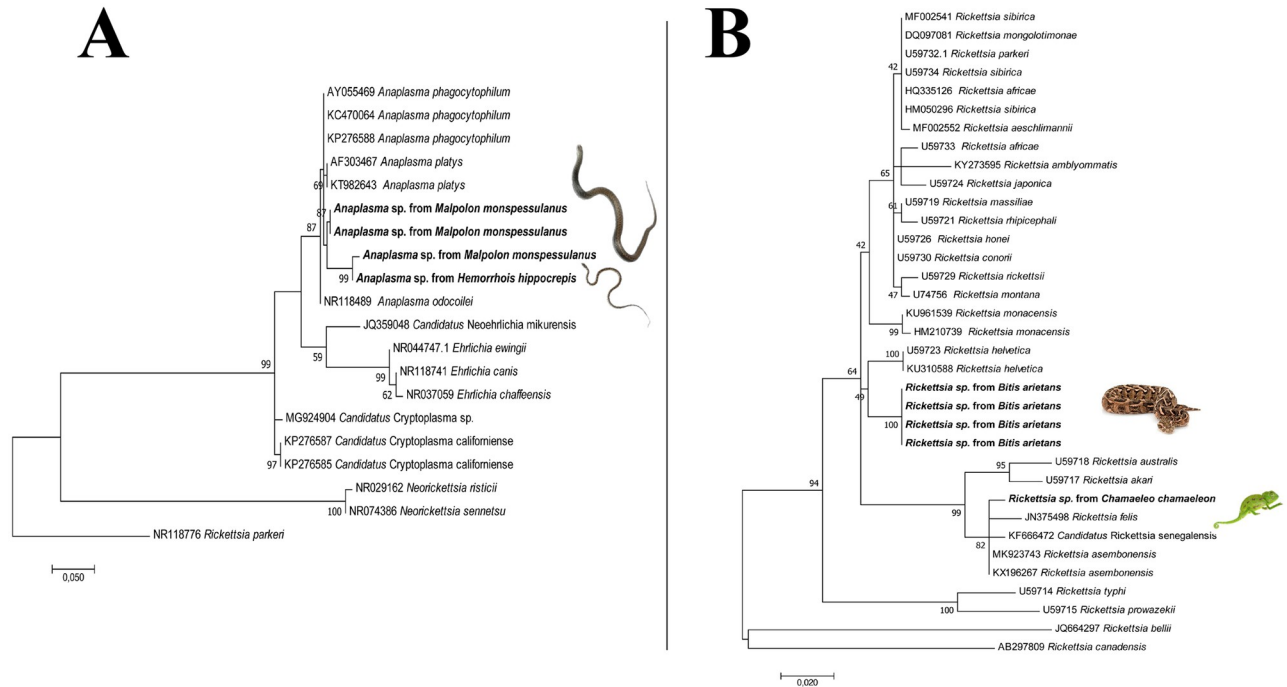 A
AY055469 Anaplasma phagocytophilum
KC470064 Anaplasma phagocytophilum
KP276588 Anaplasma phagocytophilum
AF303467 Anaplasma platys
69
KT982643 Anaplasma platys
87
Anaplasma sp. from Malpolon monspessulanus
87
Anaplasma sp. from Malpolon monspessulanus
Anaplasma sp. from Malpolon monspessulanus
99
Anaplasma sp. from Hemorrhois hippocrepis
NR118489 Anaplasma odocoilei
JQ359048 Candidatus Neoehrlichia mikurensis
59
NR044747.1 Ehrlichia ewingii
99
NR118741 Ehrlichia canis
62
NR037059 Ehrlichia chaffeensis
99
MG924904 Candidatus Cryptoplasma sp.
KP276587 Candidatus Cryptoplasma californiense
97
KP276585 Candidatus Cryptoplasma californiense
NR029162 Neorickettsia risticii
100
NR074386 Neorickettsia sennetsu
NR118776 Rickettsia parkeri
0,050
B
MF002541 Rickettsia sibirica
DQ097081 Rickettsia mongolotimonae
U59732.1 Rickettsia parkeri
42
U59734 Rickettsia sibirica
HQ335126 Rickettsia africae
HM050296 Rickettsia sibirica
MF002552 Rickettsia aeschlimannii
U59733 Rickettsia africae
65
KY273595 Rickettsia amblyommatis
U59724 Rickettsia japonica
61
U59719 Rickettsia massiliae
U59721 Rickettsia rhipicephali
U59726 Rickettsia honei
42
U59730 Rickettsia conorii
U59729 Rickettsia rickettsii
47
U74756 Rickettsia montana
KU961539 Rickettsia monacensis
99
HM210739 Rickettsia monacensis
100
U59723 Rickettsia helvetica
KU310588 Rickettsia helvetica
64
49
Rickettsia sp. from Bitis arietans
Rickettsia sp. from Bitis arietans
100
Rickettsia sp. from Bitis arietans
Rickettsia sp. from Bitis arietans
95
U59718 Rickettsia australis
94
U59717 Rickettsia akari
99
Rickettsia sp. from Chamaeleo chamaeleon
JN375498 Rickettsia felis
82
KF666472 Candidatus Rickettsia senegalensis
MK923743 Rickettsia asembonensis
KX196267 Rickettsia asembonensis
U59714 Rickettsia typhi
100
U59715 Rickettsia prowazekii
JQ664297 Rickettsia bellii
AB297809 Rickettsia canadensis
0,020